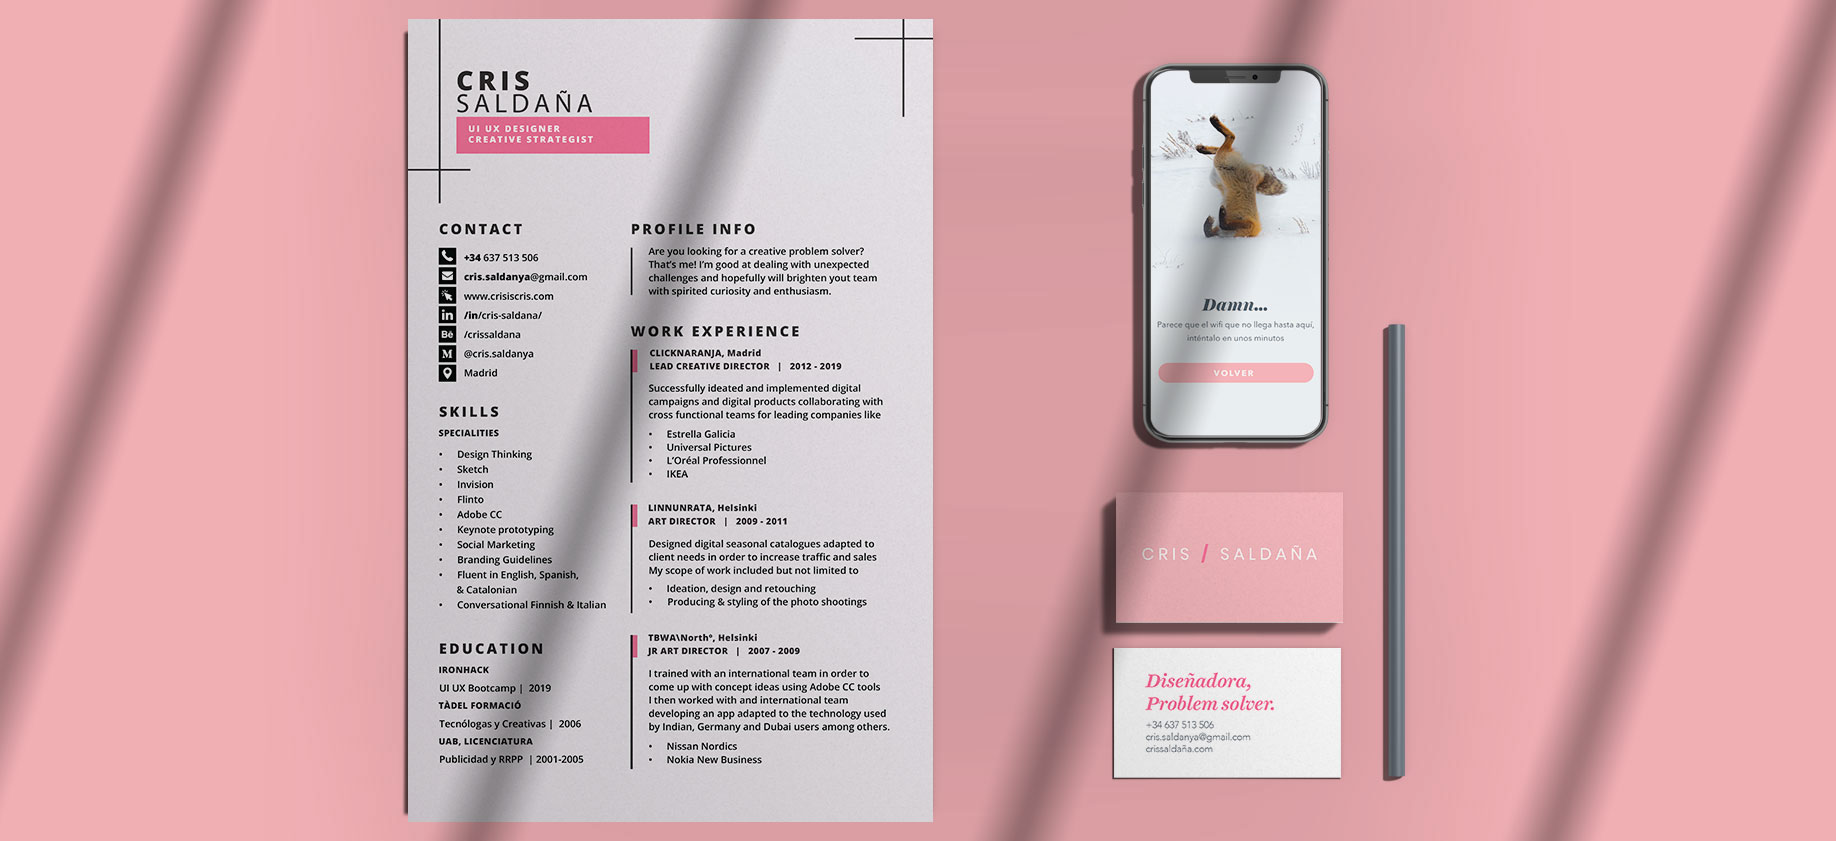 CRIS
SALDAÑA
UI UX DESIGNER
CREATIVE STRATEGIST
CONTACT
+34 637 513 506
cris.saldanya@gmail.com
www.crisiscris.com
in /in/cris-saldana/
Bē /crissaldana
M @cris.saldanya
Madrid
SKILLS
SPECIALITIES
• Design Thinking
• Sketch
• Invision
• Flinto
• Adobe CC
• Keynote prototyping
• Social Marketing
• Branding Guidelines
• Fluent in English, Spanish,
& Catalonian
• Conversational Finnish & Italian
EDUCATION
IRONHACK
UI UX Bootcamp | 2019
TÀDEL FORMACIÓ
Tecnólogas y Creativas | 2006
UAB, LICENCIATURA
Publicidad y RRPP | 2001-2005
PROFILE INFO
Are you looking for a creative problem solver?
That's me! I'm good at dealing with unexpected
challenges and hopefully will brighten yout team
with spirited curiosity and enthusiasm.
WORK EXPERIENCE
CLICKNARANJA, Madrid
LEAD CREATIVE DIRECTOR | 2012 - 2019
Successfully ideated and implemented digital
campaigns and digital products collaborating with
cross functional teams for leading companies like
• Estrella Galicia
• Universal Pictures
• L'Oréal Professionnel
• IKEA
LINNUNRATA, Helsinki
ART DIRECTOR | 2009 - 2011
Designed digital seasonal catalogues adapted to
client needs in order to increase traffic and sales
My scope of work included but not limited to
• Ideation, design and retouching
• Producing & styling of the photo shootings
TBWA\North°, Helsinki
JR ART DIRECTOR | 2007 - 2009
I trained with an international team in order to
come up with concept ideas using Adobe CC tools
I then worked with and international team
developing an app adapted to the technology used
by Indian, Germany and Dubai users among others.
• Nissan Nordics
• Nokia New Business
Damn...
Parece que el wifi que no llega hasta aquí,
inténtalo en unos minutos
VOLVER
CRIS / SALDAÑA
Diseñadora,
Problem solver.
+34 637 513 506
cris.saldanya@gmail.com
crissaldaña.com